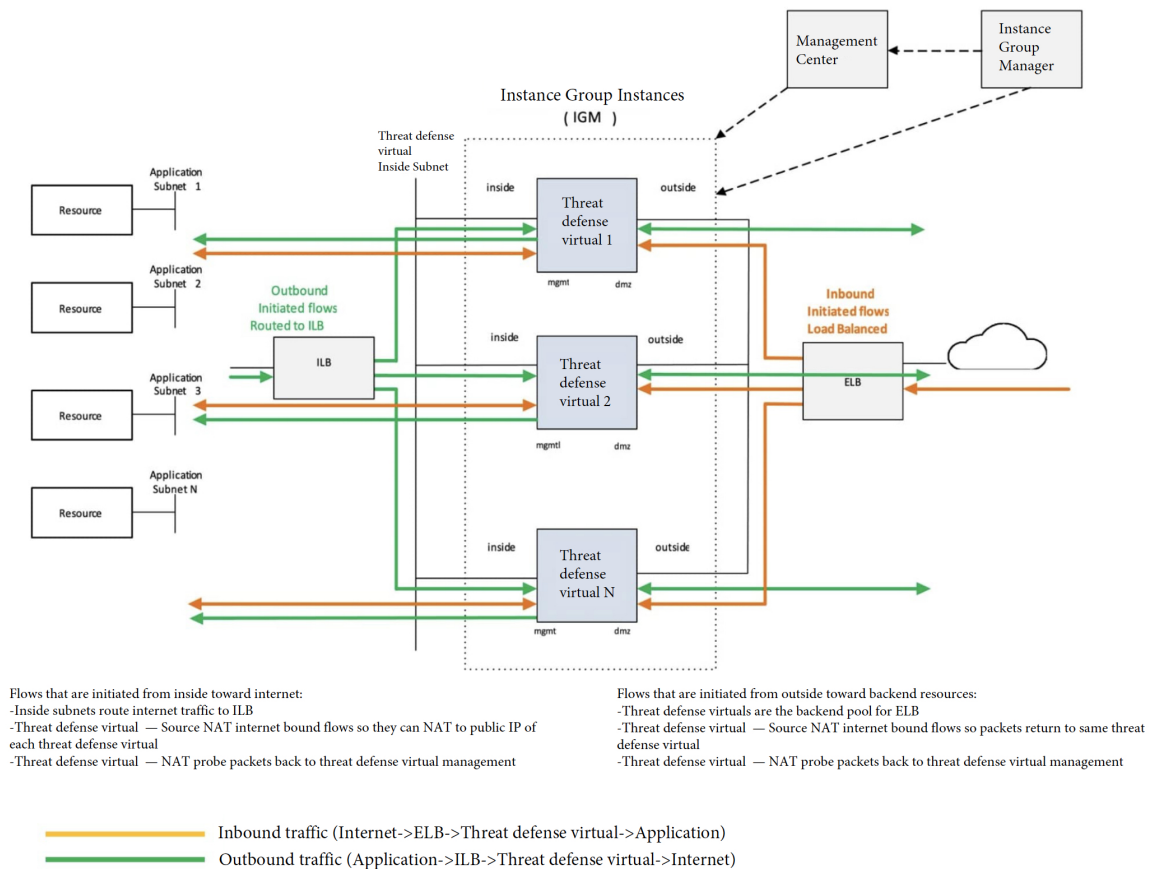 Management
Center
Instance
Group
Manager
Instance Group Instances
( IGM )
Threat defense
virtual
Inside Subnet
Application
Subnet 1
Resource
inside
outside
Threat
defense
virtual 1
mgmt
dmz
Application
Subnet 2
Resource
Outbound
Initiated flows
Routed to ILB
Inbound
Initiated flows
Load Balanced
ILB
inside
outside
Threat
defense
virtual 2
mgmtl
dmz
ELB
Application
Subnet 3
Resource
Application
Subnet N
Resource
inside
outside
Threat
defense
virtual N
mgmt
dmz
Flows that are initiated from inside toward internet:
-Inside subnets route internet traffic to ILB
-Threat defense virtual — Source NAT internet bound flows so they can NAT to public IP of
each threat defense virtual
-Threat defense virtual — NAT probe packets back to threat defense virtual management
Flows that are initiated from outside toward backend resources:
-Threat defense virtuals are the backend pool for ELB
-Threat defense virtual — Source NAT internet bound flows so packets return to same threat
defense virtual
-Threat defense virtual — NAT probe packets back to threat defense virtual management
Inbound traffic (Internet->ELB->Threat defense virtual->Application)
Outbound traffic (Application->ILB->Threat defense virtual->Internet)